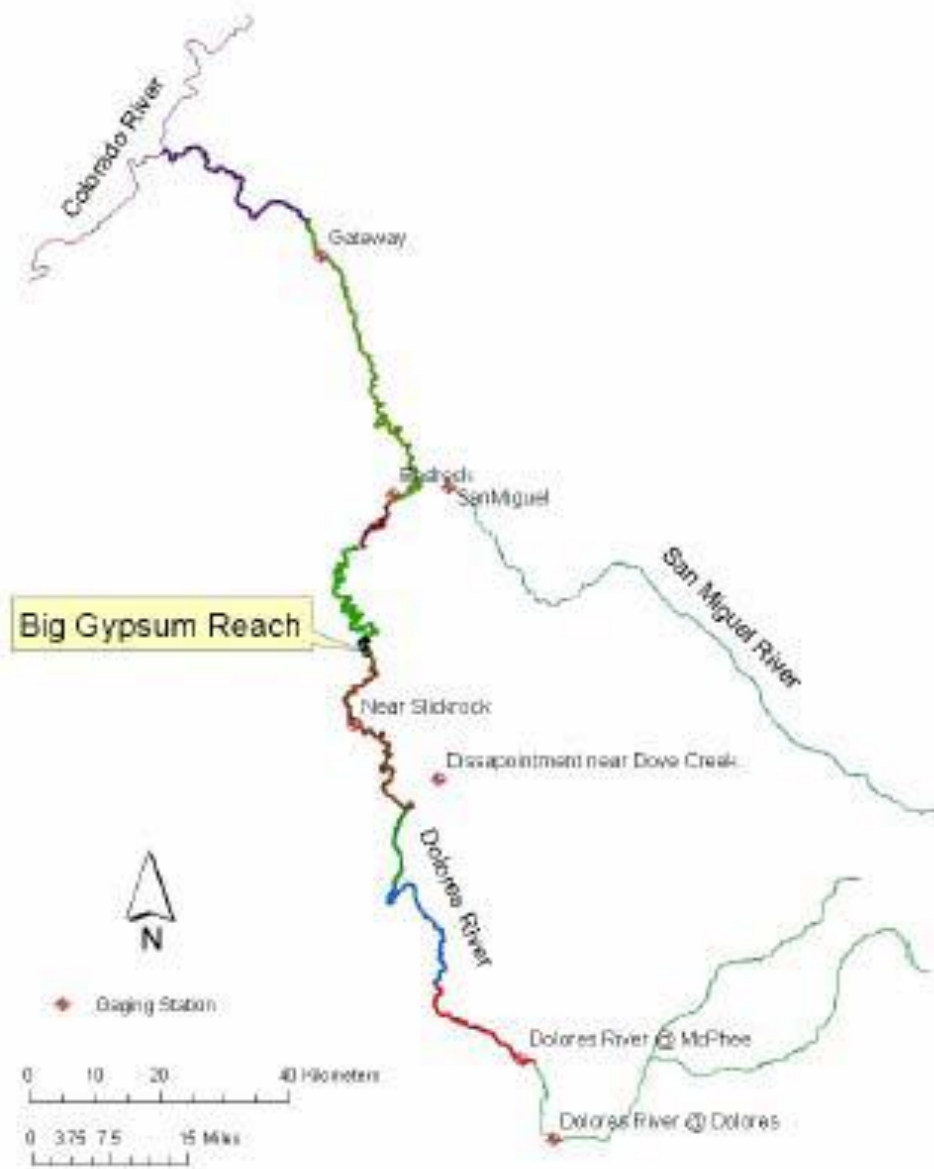 Colorado River
Gateway
Bedrock
SanMiguel
San Miguel River
Big Gypsum Reach
Near Slickrock
Dissapointment near Dove Creek
Dolores River
N
Gaging Station
Dolores River @ McPhee
0 10 20 40 Kilometers
Dolores River @ Dolores
0 3.75 7.5 15 Miles